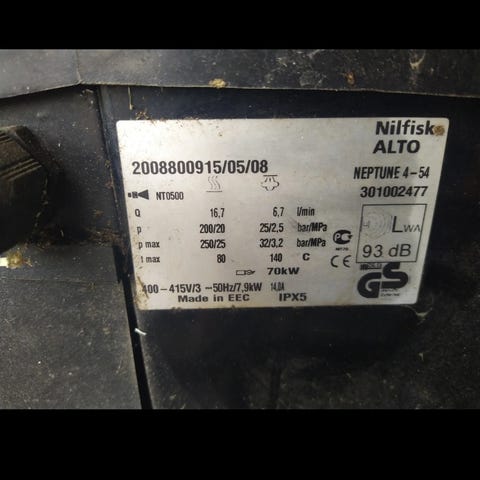 Nilfisk
ALTO
2008800915/05/08
NEPTUNE 4-54
301002477
NT0500
Q 16,7 6,7 l/min
p 200/20 25/2,5 bar/MPa
p max 250/25 32/3,2 bar/MPa
t max 80 140 C
70kW
400-415V/3 ~50Hz/7,9kW 14,0A
Made in EEC IPX5
LWA
93 dB
CE
GS